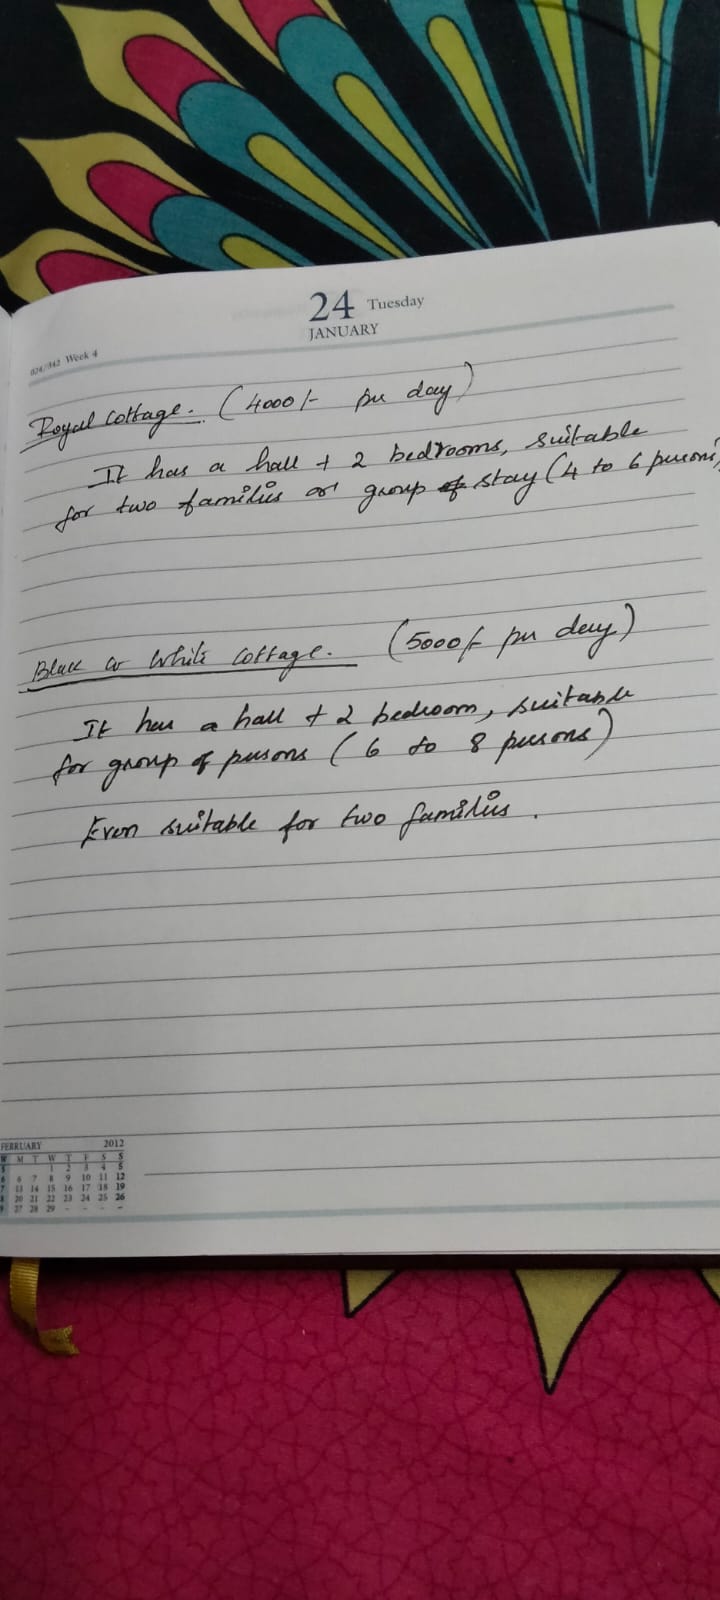 24 Tuesday
JANUARY
024/342 Week 4
Royal Cottage. (4000/- per day)
It has a hall + 2 bedrooms, suitable
for two families or group stay (4 to 6 persons)
Black or White Cottage. (5000/- per day)
It has a hall + 2 bedroom, suitable
for group of persons (6 to 8 persons)
Even suitable for two families.
FEBRUARY 2012
W M T W T F S S
5 1 2 3 4 5
6 6 7 8 9 10 11 12
7 13 14 15 16 17 18 19
8 20 21 22 23 24 25 26
9 27 28 29 - - - -